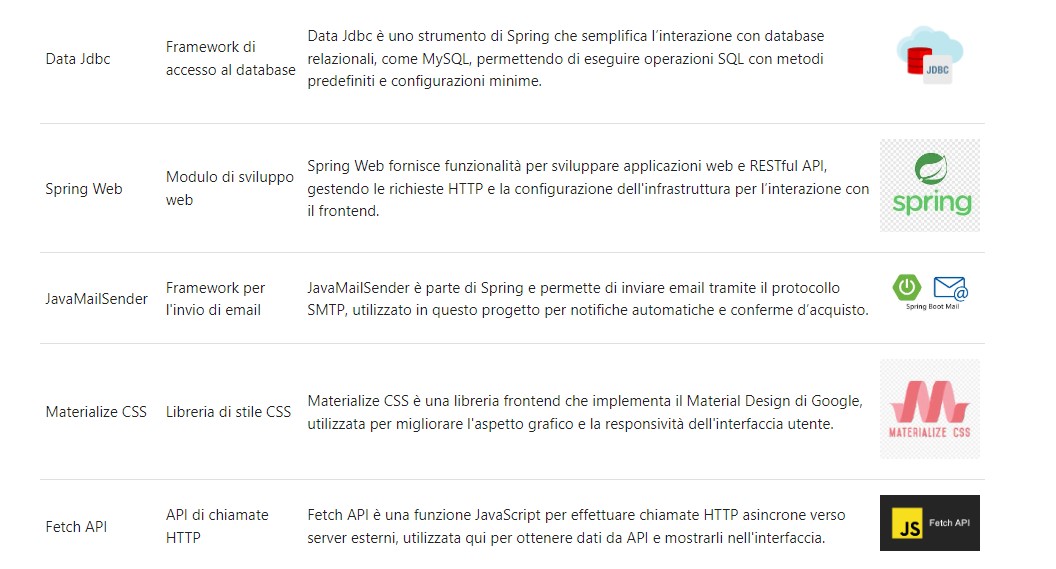 Data Jdbc
Framework di
accesso al database
Data Jdbc è uno strumento di Spring che semplifica l’interazione con database
relazionali, come MySQL, permettendo di eseguire operazioni SQL con metodi
predefiniti e configurazioni minime.
JDBC
Spring Web
Modulo di sviluppo
web
Spring Web fornisce funzionalità per sviluppare applicazioni web e RESTful API,
gestendo le richieste HTTP e la configurazione dell'infrastruttura per l’interazione con
il frontend.
spring
JavaMailSender
Framework per
l'invio di email
JavaMailSender è parte di Spring e permette di inviare email tramite il protocollo
SMTP, utilizzato in questo progetto per notifiche automatiche e conferme d’acquisto.
Spring Boot Mail
Materialize CSS
Libreria di stile CSS
Materialize CSS è una libreria frontend che implementa il Material Design di Google,
utilizzata per migliorare l'aspetto grafico e la responsività dell'interfaccia utente.
MATERIALIZE CSS
Fetch API
API di chiamate
HTTP
Fetch API è una funzione JavaScript per effettuare chiamate HTTP asincrone verso
server esterni, utilizzata qui per ottenere dati da API e mostrarli nell'interfaccia.
JS Fetch API